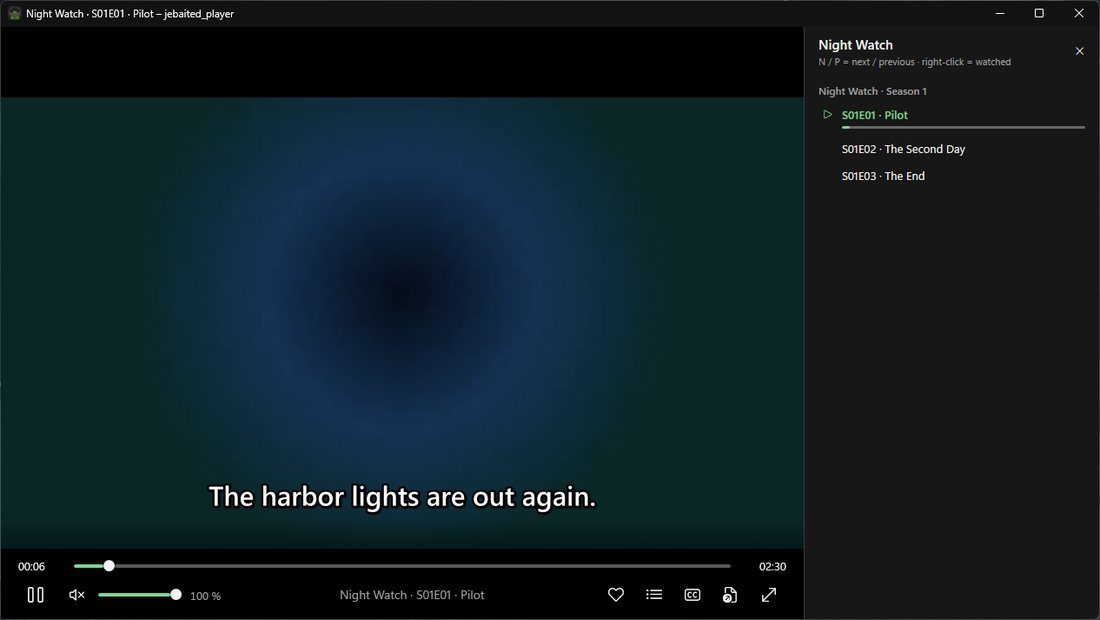 Night Watch · S01E01 · Pilot – jebaited_player
Night Watch
N / P = next / previous · right-click = watched
Night Watch · Season 1
S01E01 · Pilot
S01E02 · The Second Day
S01E03 · The End
The harbor lights are out again.
00:06
02:30
100 %
Night Watch · S01E01 · Pilot
CC